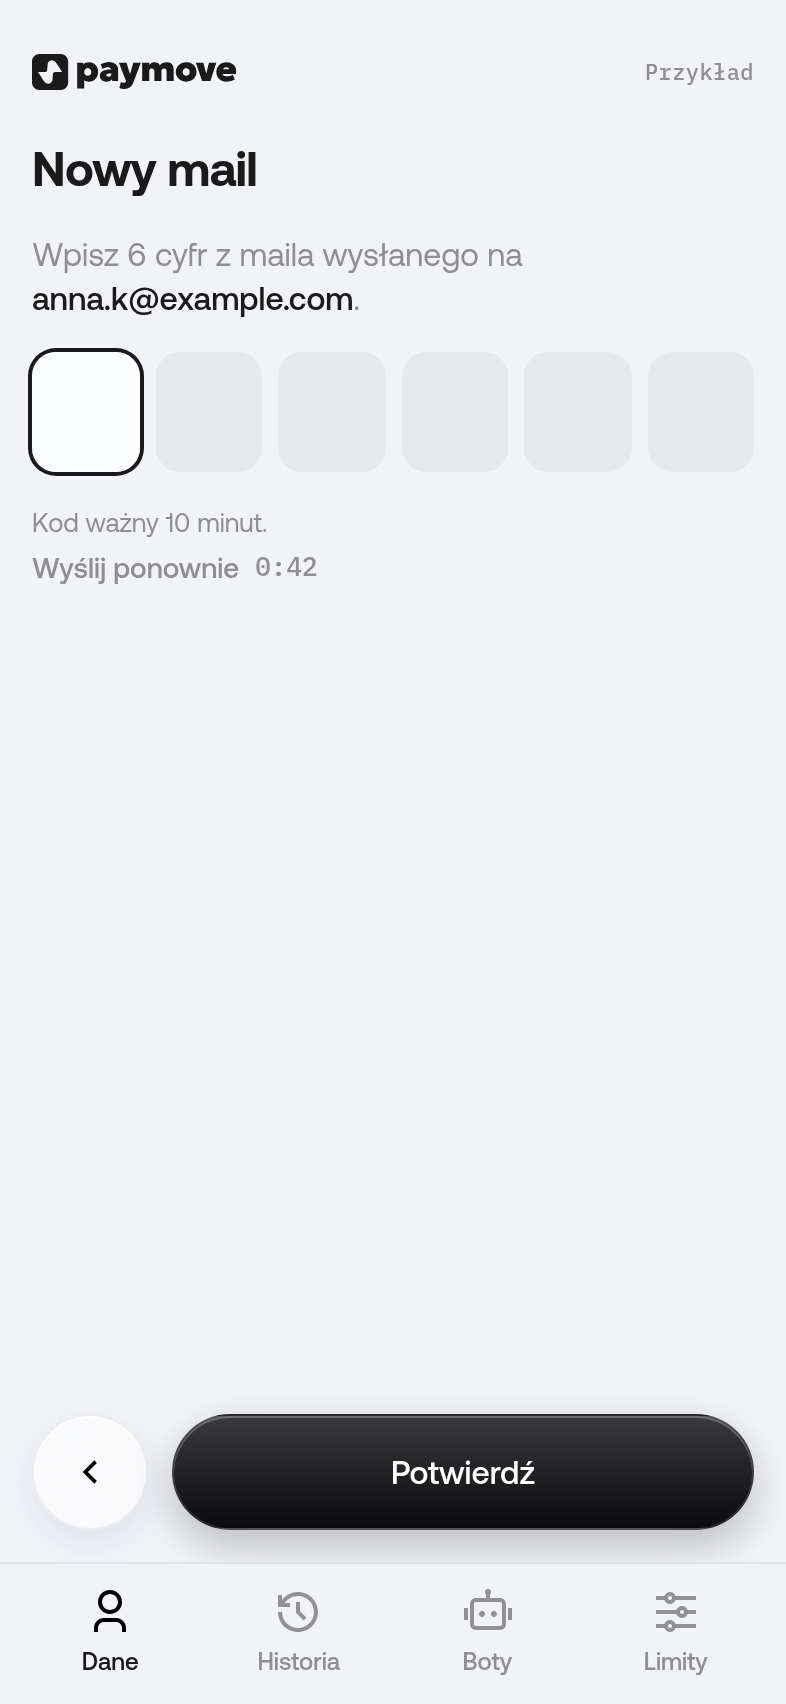 paymove
Przykład
Nowy mail
Wpisz 6 cyfr z maila wysłanego na
anna.k@example.com.
Kod ważny 10 minut.
Wyślij ponownie 0:42
Potwierdź
Dane
Historia
Boty
Limity